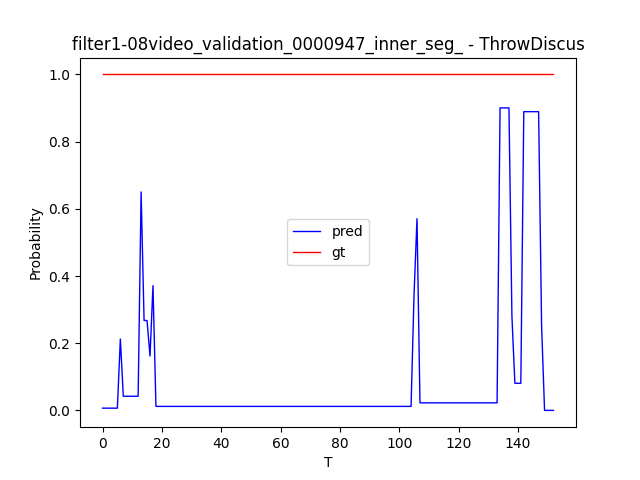 filter1-08video_validation_0000947_inner_seg_ - ThrowDiscus
1.0
0.8
0.6
0.4
0.2
0.0
Probability
pred
gt
0 20 40 60 80 100 120 140
T